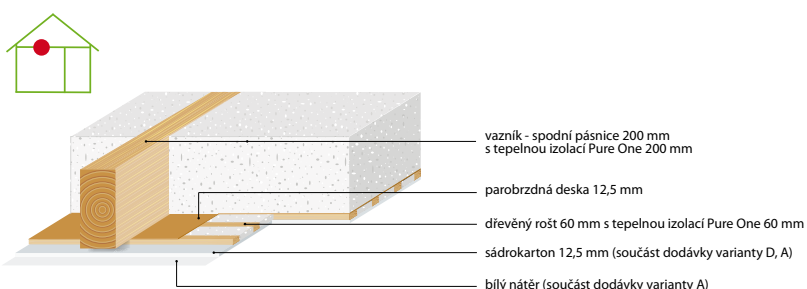 vazník - spodní pásnice 200 mm
s tepelnou izolací Pure One 200 mm
parobrzdná deska 12,5 mm
dřevěný rošt 60 mm s tepelnou izolací Pure One 60 mm
sádrokarton 12,5 mm (součást dodávky varianty D, A)
bílý nátěr (součást dodávky varianty A)